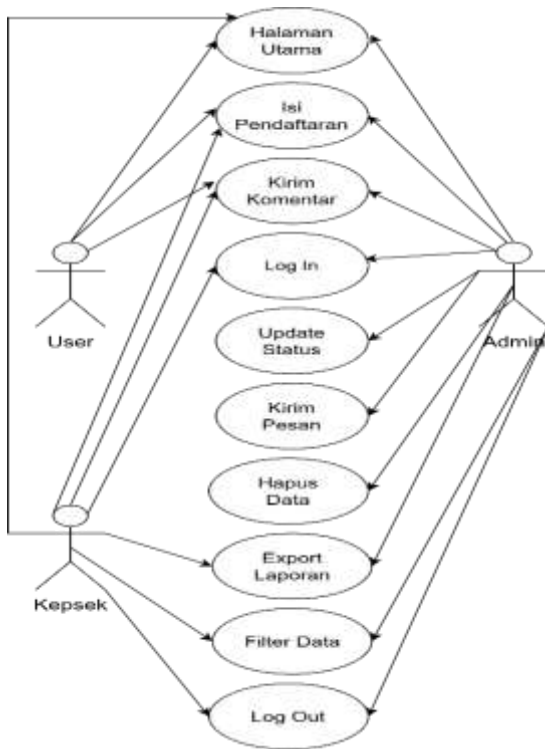 Halaman
Utama
Isi
Pendaftaran
Kirim
Komentar
Log In
User
Update
Status
Admin
Kirim
Pesan
Hapus
Data
Export
Laporan
Kepsek
Filter Data
Log Out